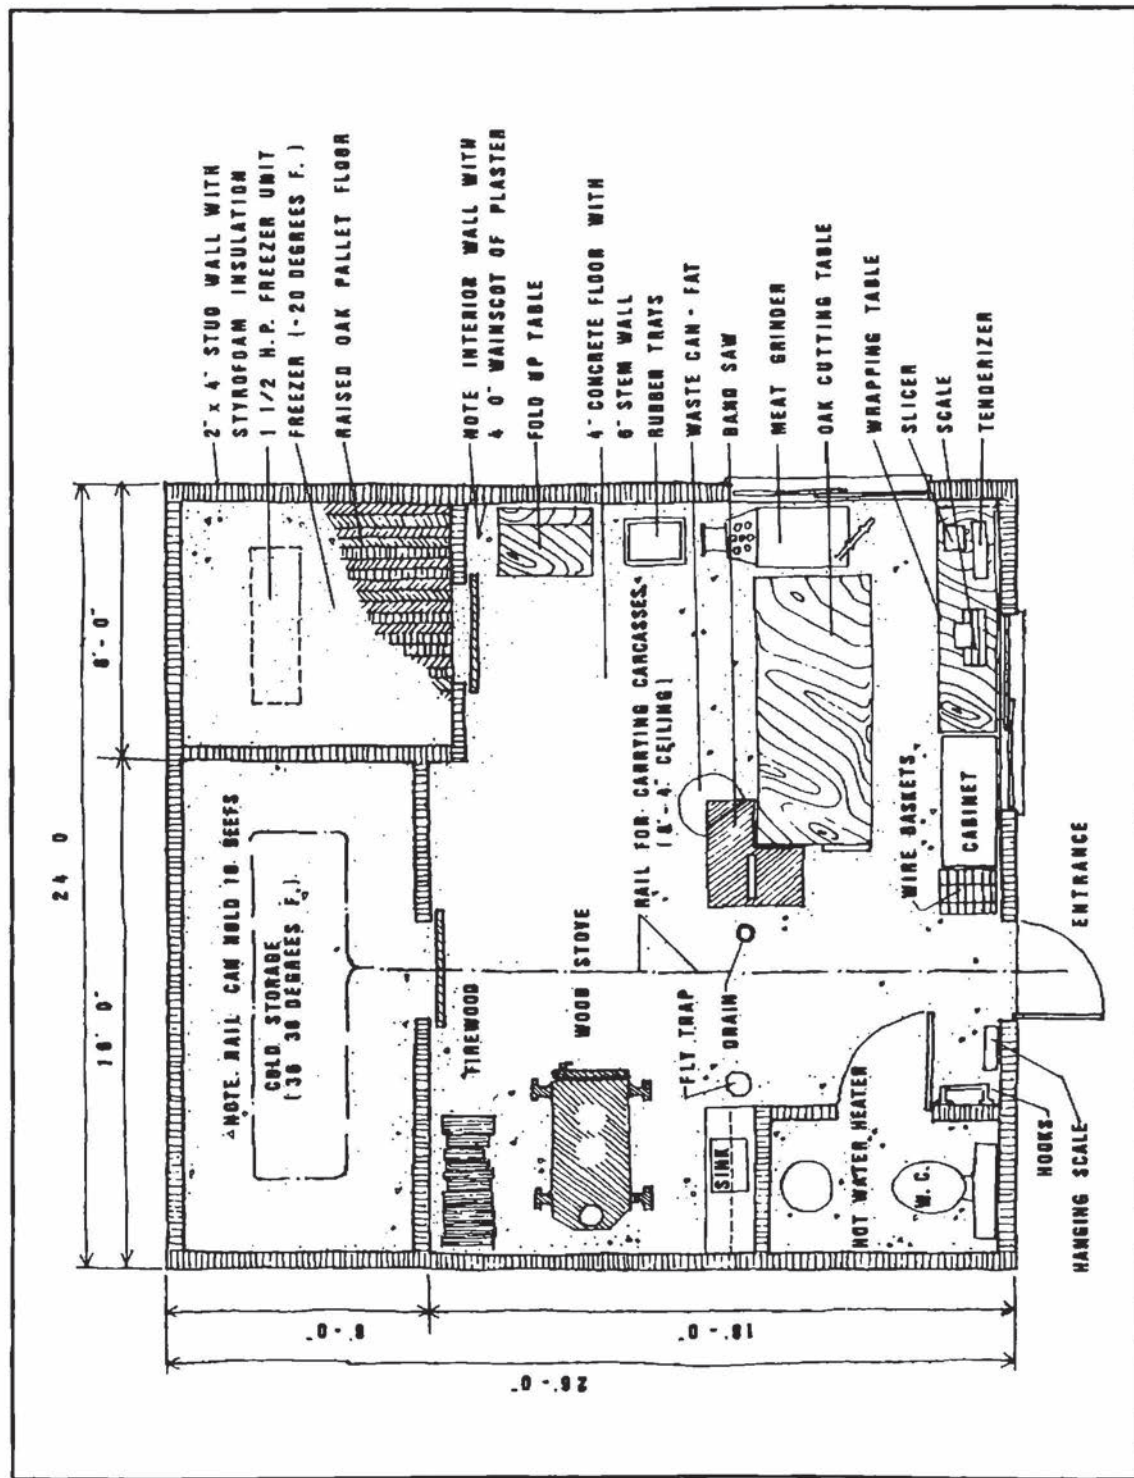 24 0
16' 0"
8'-0"
8'-0"
18'-0"
26'-0"
NOTE. RAIL CAN HOLD 10 BEEFS
COLD STORAGE
(36 38 DEGREES F.)
2" x 4" STUD WALL WITH
STYROFOAM INSULATION
1 1/2 H.P. FREEZER UNIT
FREEZER (-20 DEGREES F.)
RAISED OAK PALLET FLOOR
NOTE INTERIOR WALL WITH
4 0" WAINSCOT OF PLASTER
FOLD UP TABLE
4" CONCRETE FLOOR WITH
6" STEM WALL
RUBBER TRAYS
WASTE CAN - FAT
BAND SAW
MEAT GRINDER
OAK CUTTING TABLE
WRAPPING TABLE
SLICER
SCALE
TENDERIZER
FIREWOOD
WOOD STOVE
RAIL FOR CARRYING CARCASSES
(8'-4" CEILING)
FLY TRAP
DRAIN
SINK
HOT WATER HEATER
W.C.
WIRE BASKETS
CABINET
HOOKS
HANGING SCALE
ENTRANCE